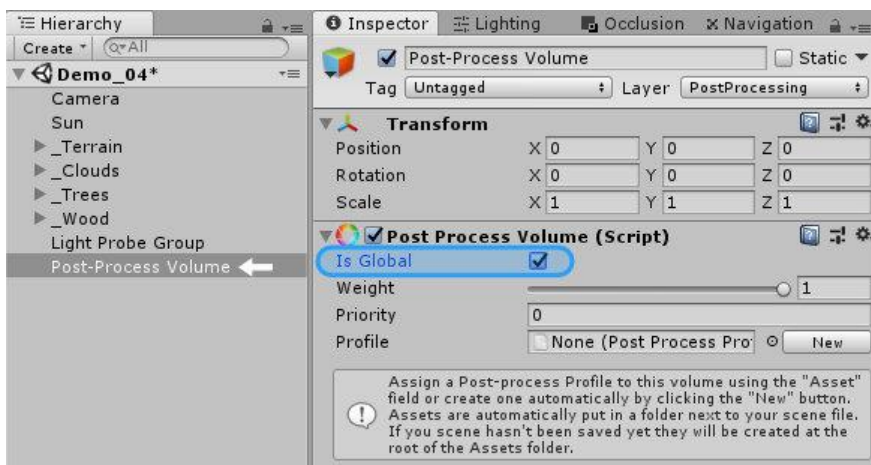 Hierarchy
Create
All
Demo_04*
Camera
Sun
_Terrain
_Clouds
_Trees
_Wood
Light Probe Group
Post-Process Volume
Inspector Lighting Occlusion Navigation
Post-Process Volume Static
Tag Untagged Layer PostProcessing
Transform
Position X 0 Y 0 Z 0
Rotation X 0 Y 0 Z 0
Scale X 1 Y 1 Z 1
Post Process Volume (Script)
Is Global
Weight 1
Priority 0
Profile None (Post Process Pro New
Assign a Post-process Profile to this volume using the "Asset"
field or create one automatically by clicking the "New" button.
Assets are automatically put in a folder next to your scene file.
If you scene hasn't been saved yet they will be created at the
root of the Assets folder.